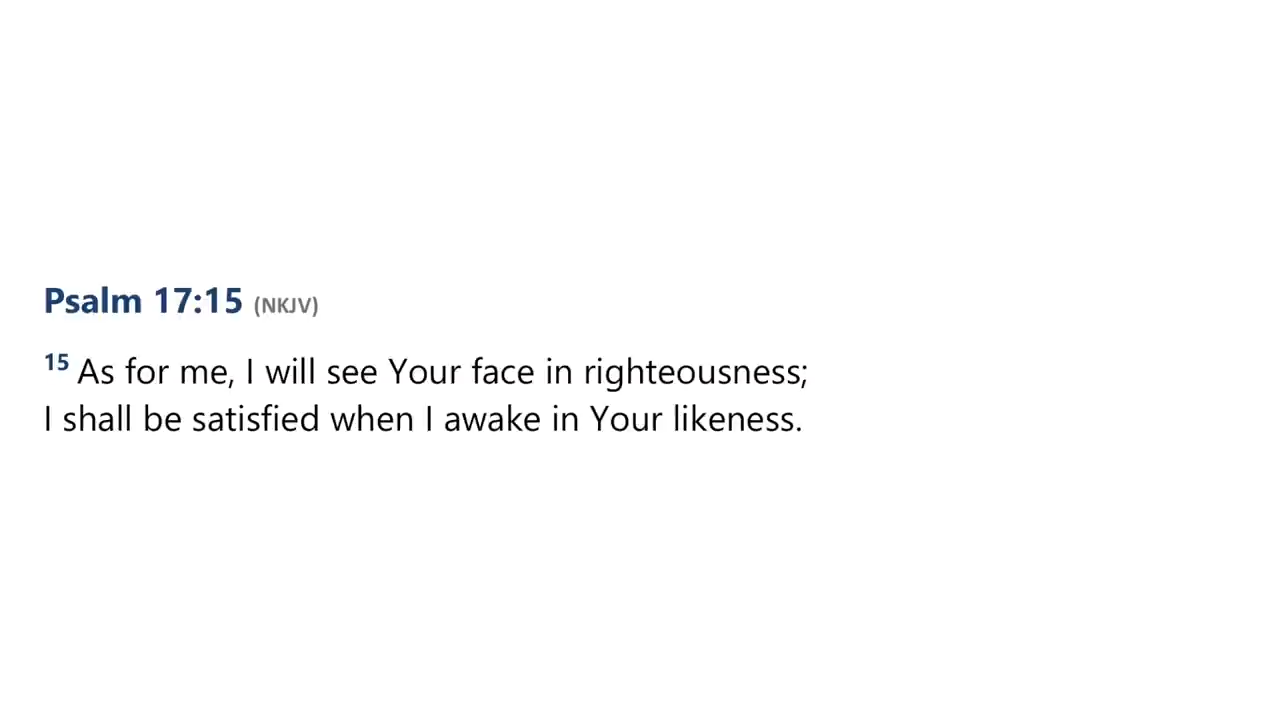 Psalm 17:15 (NKJV)
15 As for me, I will see Your face in righteousness;
I shall be satisfied when I awake in Your likeness.